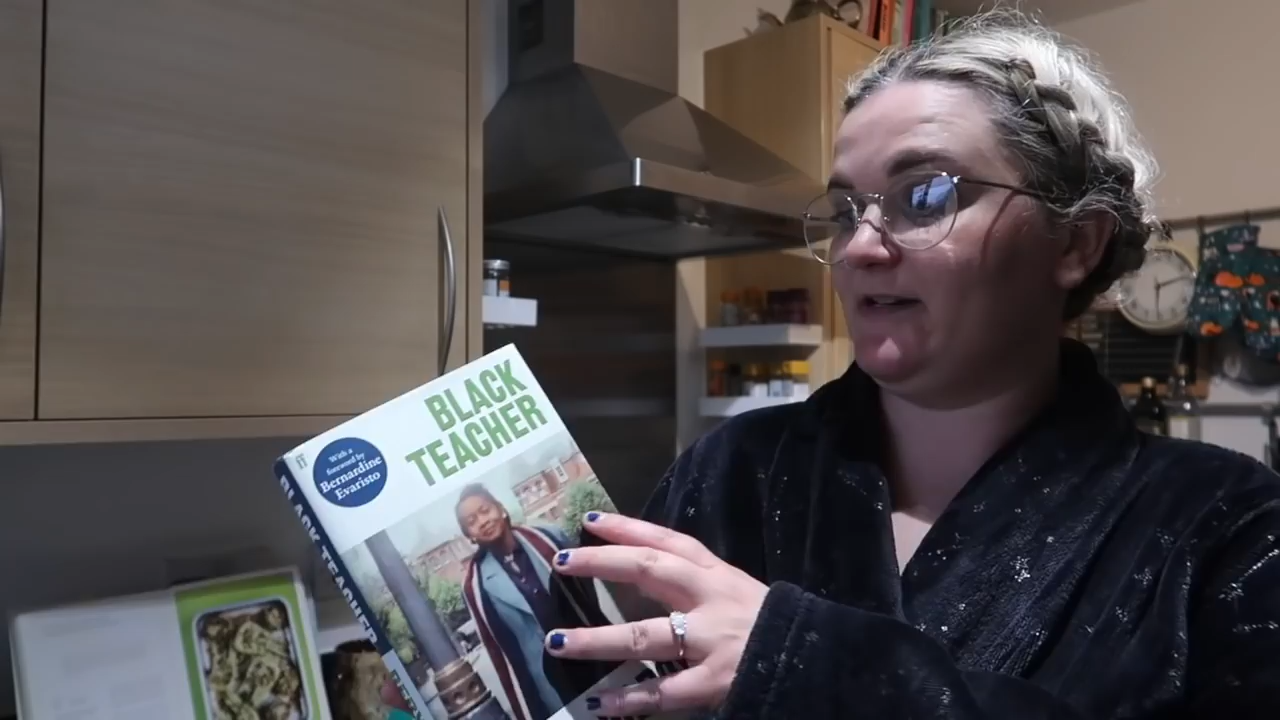 BLACK
TEACHER
With a
foreword by
Bernardine
Evaristo
BLACK TEACHER